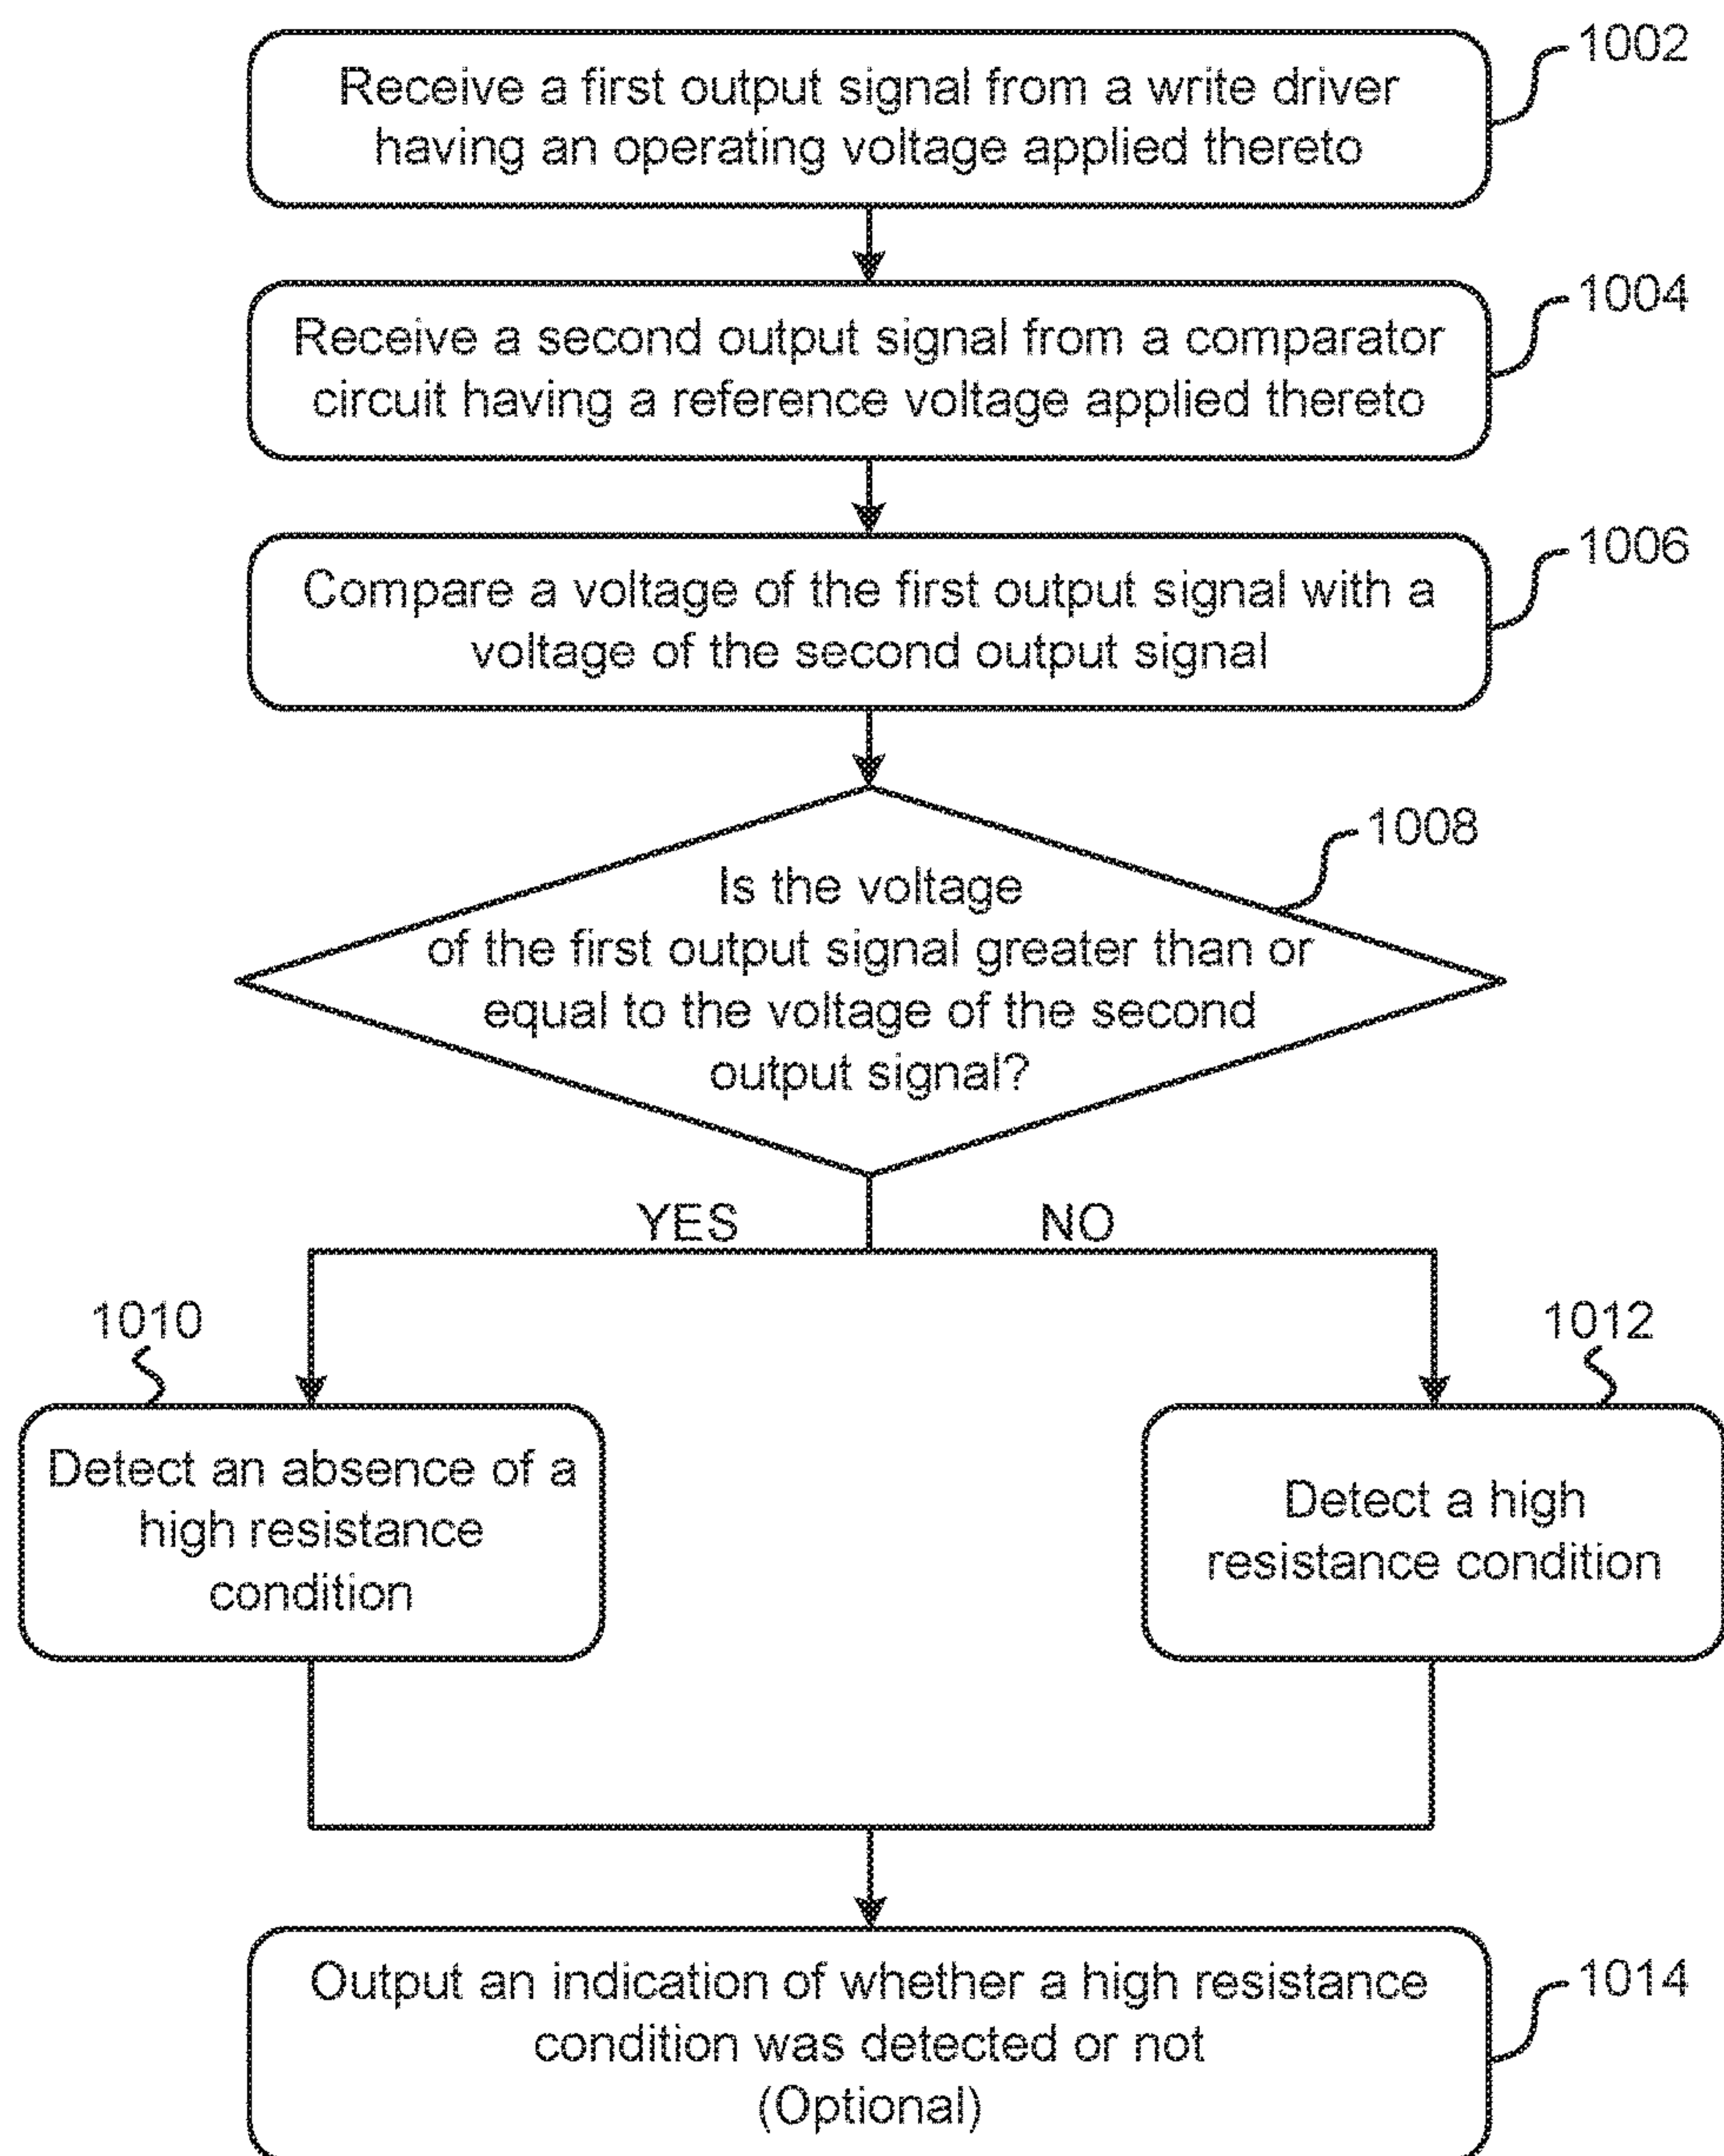 1002
Receive a first output signal from a write driver
having an operating voltage applied thereto
1004
Receive a second output signal from a comparator
circuit having a reference voltage applied thereto
1006
Compare a voltage of the first output signal with a
voltage of the second output signal
1008
Is the voltage
of the first output signal greater than or
equal to the voltage of the second
output signal?
YES
NO
1010
Detect an absence of a
high resistance
condition
1012
Detect a high
resistance condition
Output an indication of whether a high resistance
condition was detected or not
(Optional)
1014